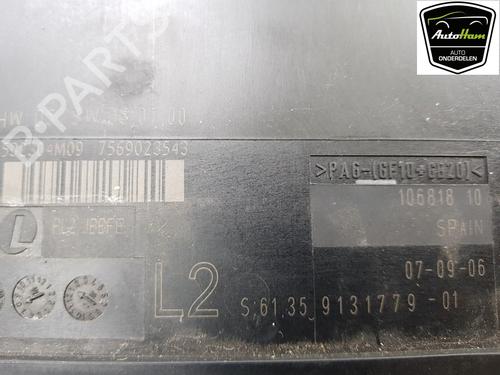 AutoHam
AUTO
ONDERDELEN
B-PARTS
HW
4M09 7569023543
>PA6-(GF10+GB20)<
106818 10
SPAIN
07-09-06
L2
S.61.35 9131779-01